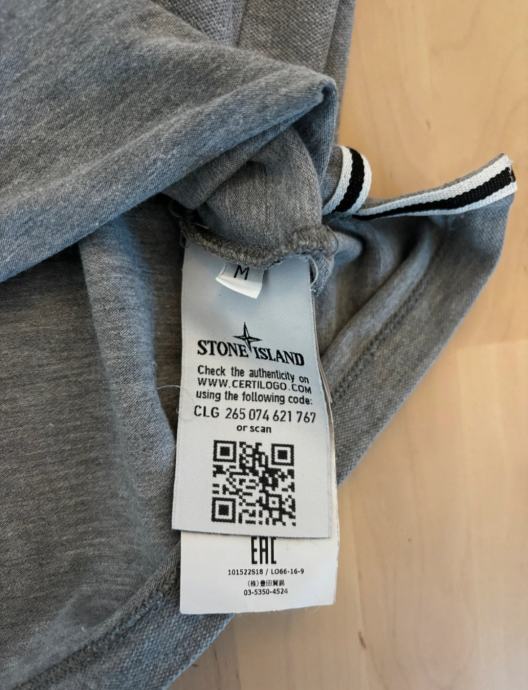 M
STONE ISLAND
Check the authenticity on
WWW.CERTILOGO.COM
using the following code:
CLG 265 074 621 767
or scan
EAC
101522S18 / LO66-16-9
(株)豊田貿易
03-5350-4524